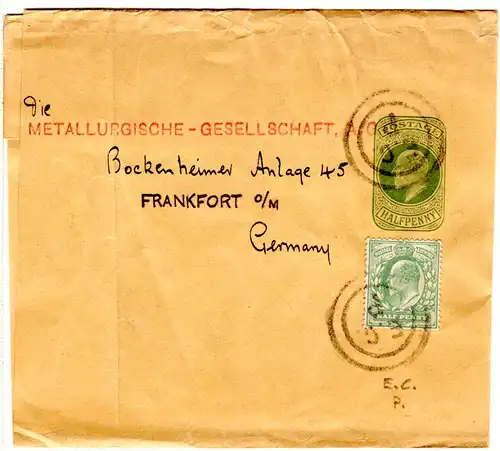 Die
METALLURGISCHE - GESELLSCHAFT, A.G.
Bockenheimer Anlage 45
FRANKFORT o/M
Germany
POSTAGE
HALFPENNY
HALF PENNY
E.C.
P.